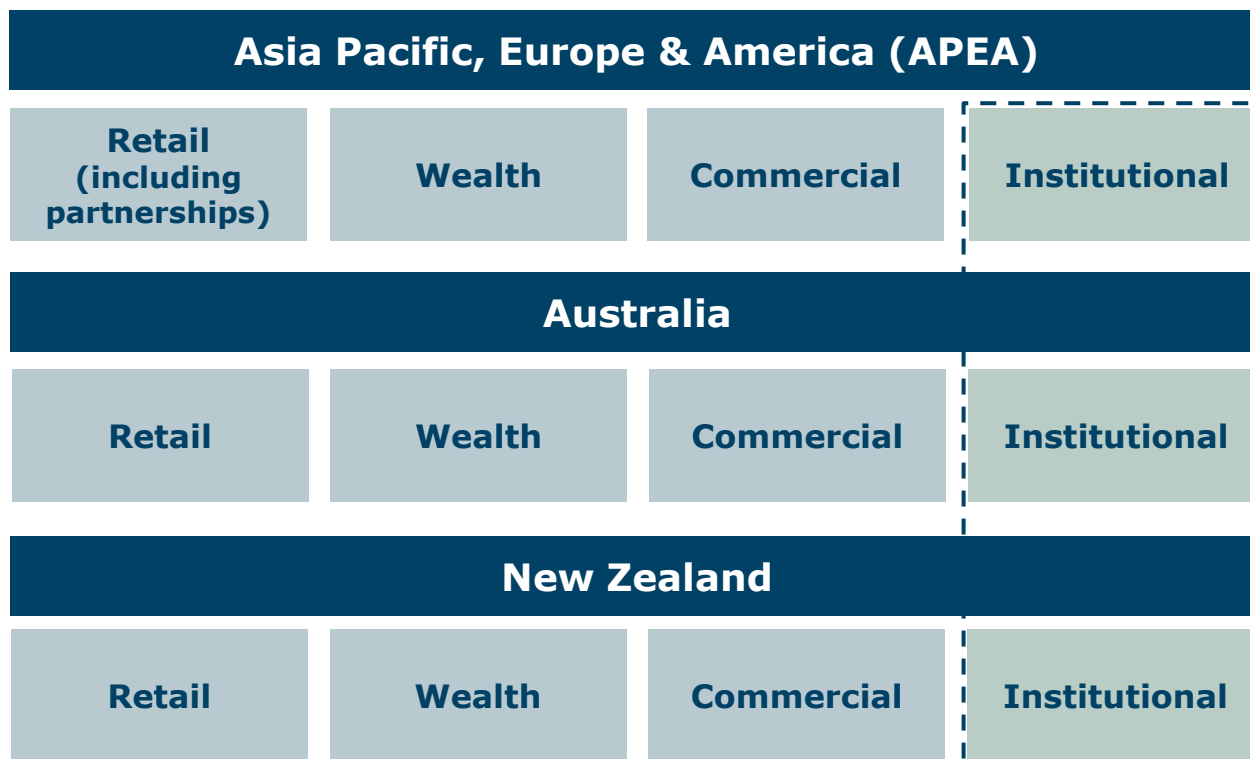 Asia Pacific, Europe & America (APEA)
Retail
(including
partnerships)
Wealth
Commercial
Institutional
Australia
Retail
Wealth
Commercial
Institutional
New Zealand
Retail
Wealth
Commercial
Institutional